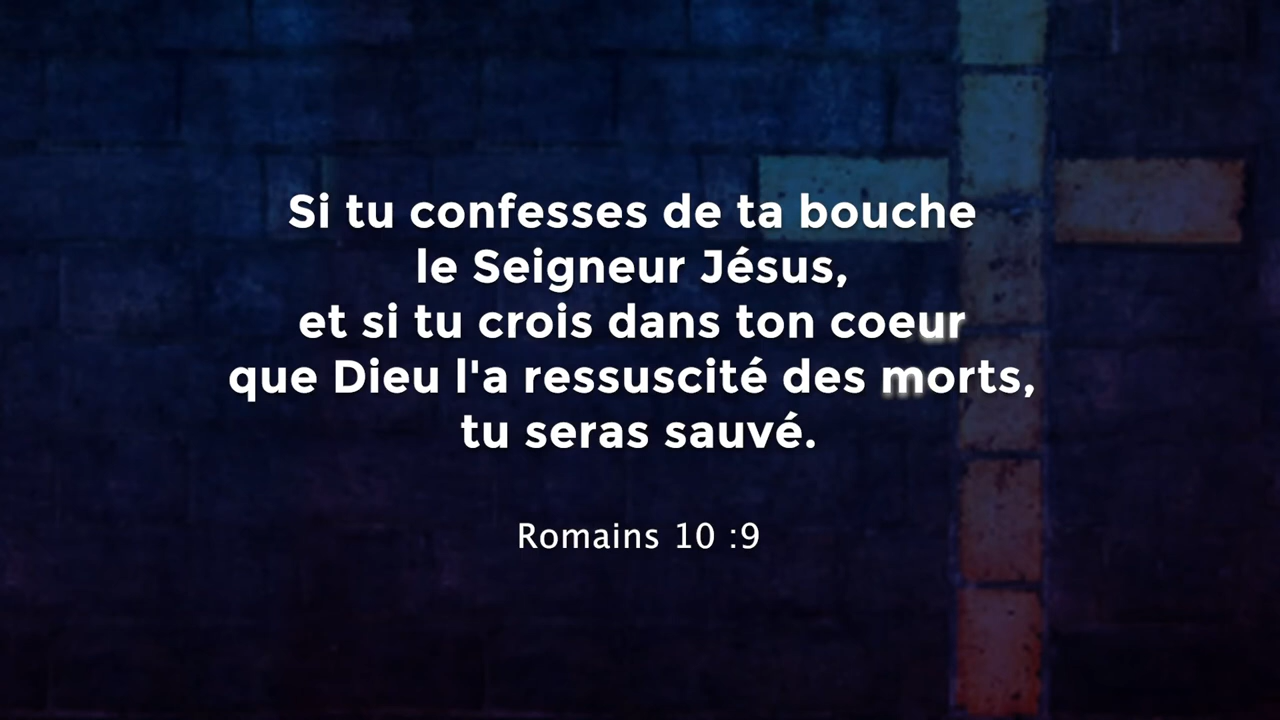 Si tu confesses de ta bouche
le Seigneur Jésus,
et si tu crois dans ton coeur
que Dieu l'a ressuscité des morts,
tu seras sauvé.
Romains 10 :9